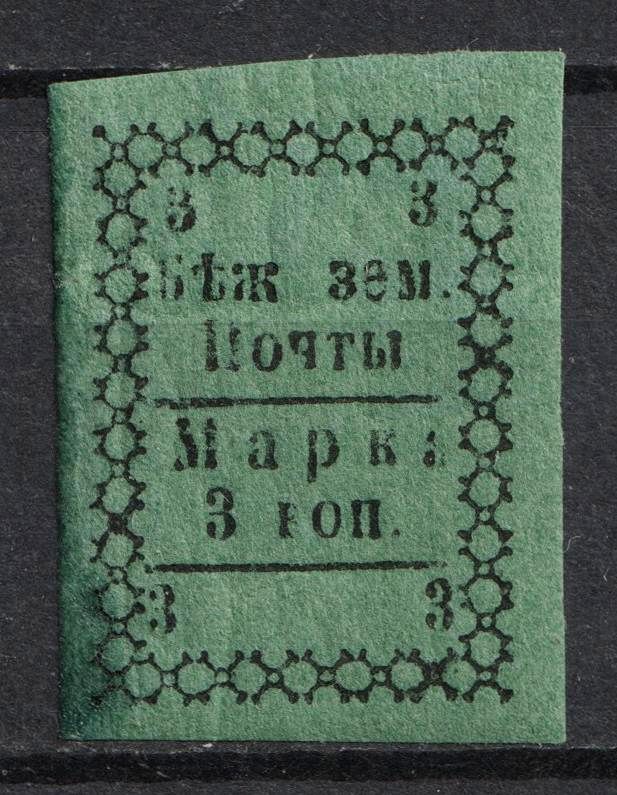 3 3
Бѣж зем.
Почты
Марка
3 коп.
3 3